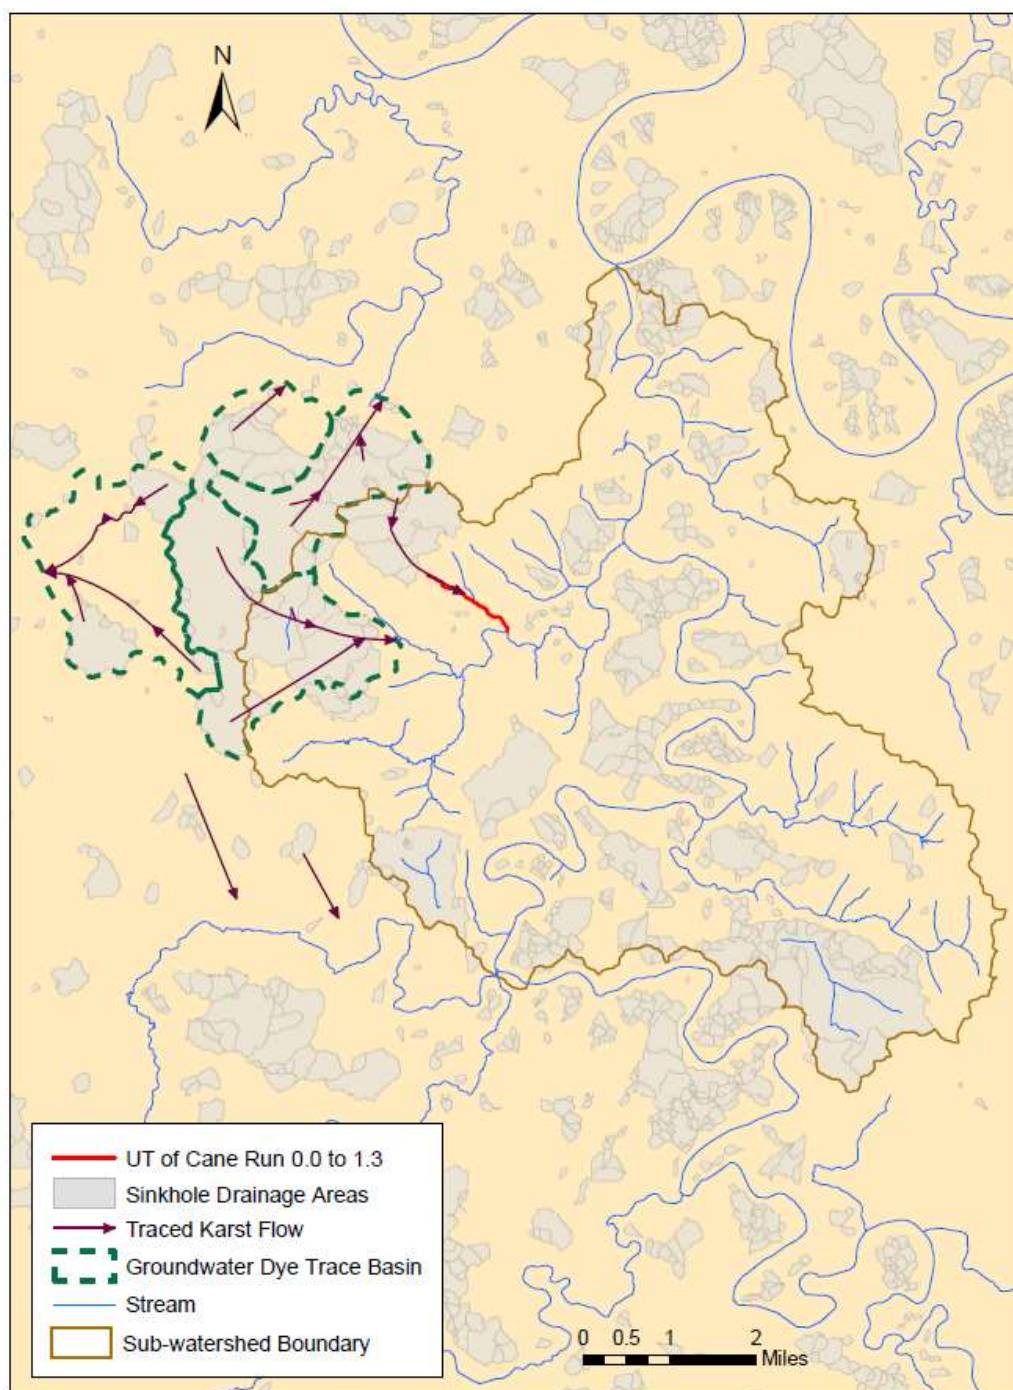 N
UT of Cane Run 0.0 to 1.3
Sinkhole Drainage Areas
Traced Karst Flow
Groundwater Dye Trace Basin
Stream
Sub-watershed Boundary
0 0.5 1 2
Miles